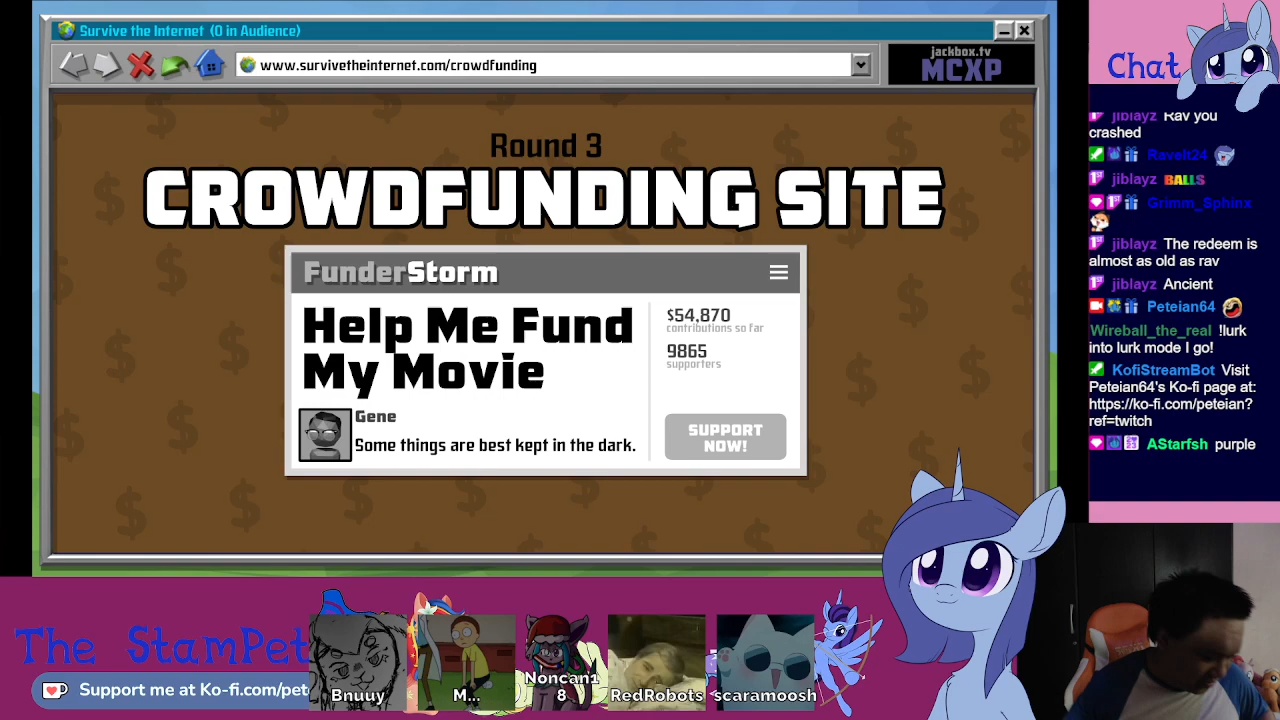 Survive the Internet (0 in Audience)
www.survivetheinternet.com/crowdfunding
jackbox.tv
MCXP
Round 3
CROWDFUNDING SITE
FunderStorm
Help Me Fund
My Movie
Gene
Some things are best kept in the dark.
$54,870
contributions so far
9865
supporters
SUPPORT
NOW!
Chat
jiblayz Rav you
crashed
Ravelt24
jiblayz BALLS
Grimm_Sphinx
jiblayz The redeem is
almost as old as rav
jiblayz Ancient
Peteian64
Wireball_the_real !lurk
into lurk mode I go!
KofiStreamBot Visit
Peteian64's Ko-fi page at:
https://ko-fi.com/peteian?
ref=twitch
AStarfsh purple
The StamPet
Support me at Ko-fi.com/pet
Bnuuy
M...
Noncan1
8
RedRobots
scaramoosh